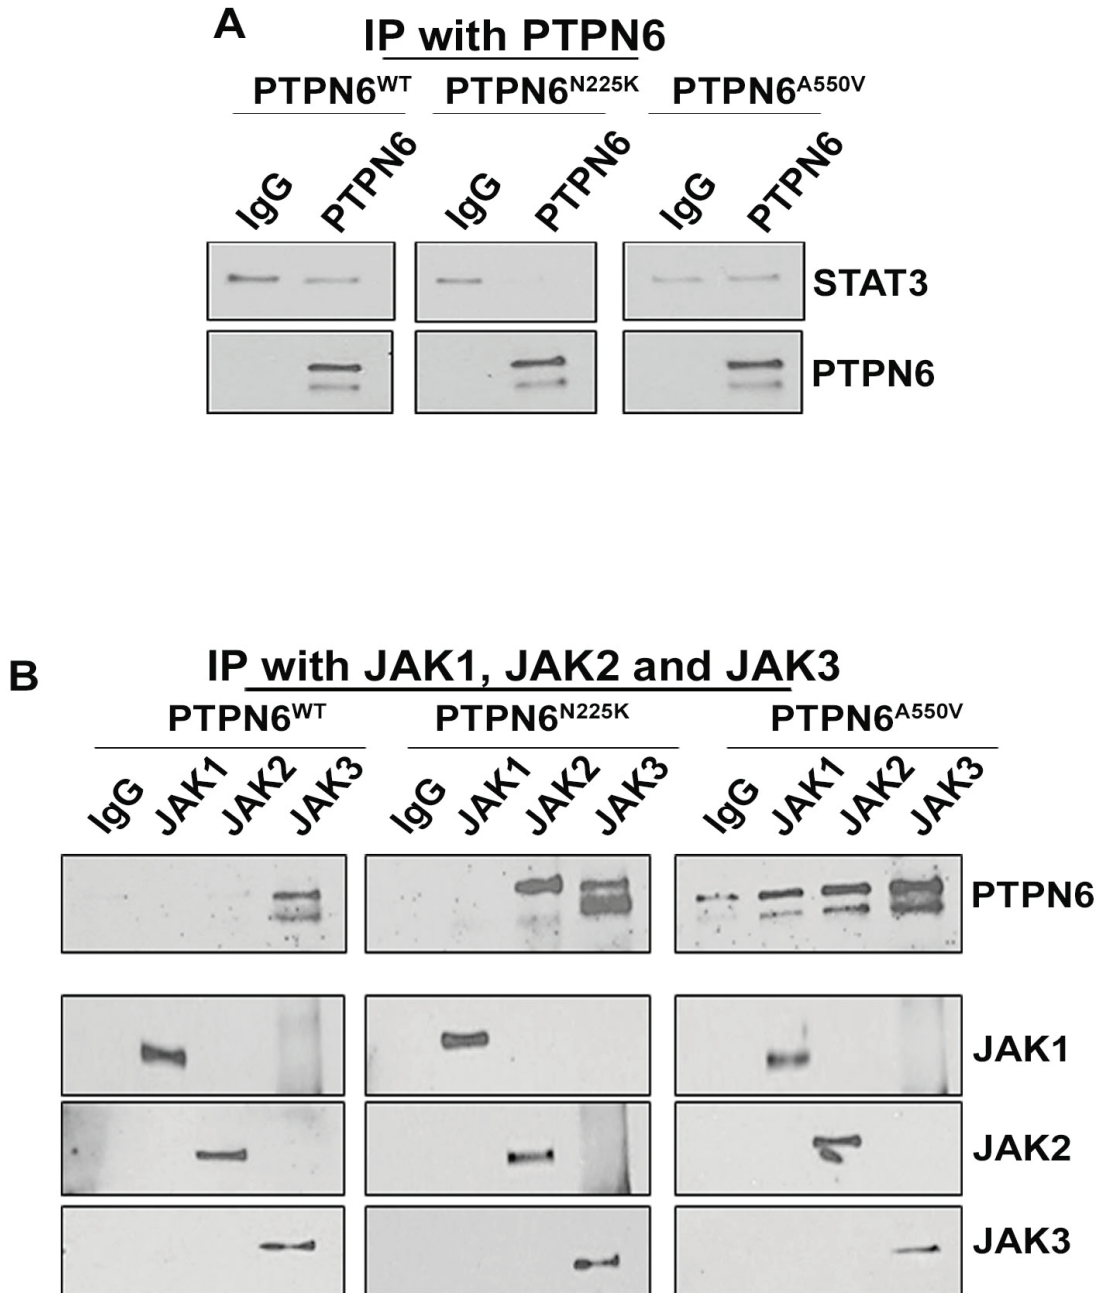 A
IP with PTPN6
PTPN6WT PTPN6N225K PTPN6A550V
IgG PTPN6 IgG PTPN6 IgG PTPN6
STAT3
PTPN6
B
IP with JAK1, JAK2 and JAK3
PTPN6WT PTPN6N225K PTPN6A550V
IgG JAK1 JAK2 JAK3 IgG JAK1 JAK2 JAK3 IgG JAK1 JAK2 JAK3
PTPN6
JAK1
JAK2
JAK3